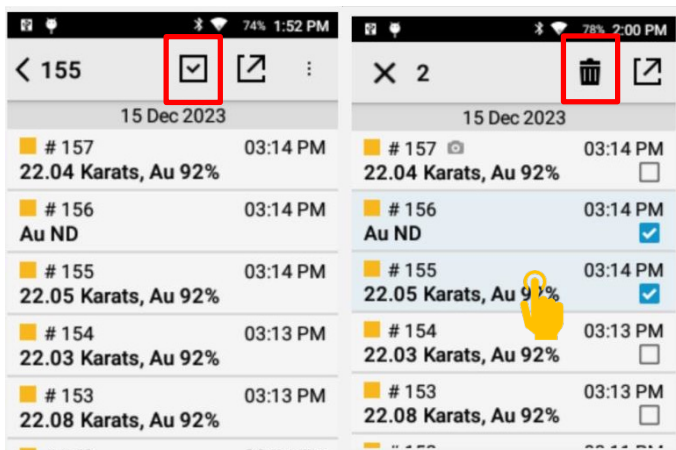 74% 1:52 PM
155
15 Dec 2023
# 157 03:14 PM
22.04 Karats, Au 92%
# 156 03:14 PM
Au ND
# 155 03:14 PM
22.05 Karats, Au 92%
# 154 03:13 PM
22.03 Karats, Au 92%
# 153 03:13 PM
22.08 Karats, Au 92%
78% 2:00 PM
2
15 Dec 2023
# 157 03:14 PM
22.04 Karats, Au 92%
# 156 03:14 PM
Au ND
# 155 03:14 PM
22.05 Karats, Au 92%
# 154 03:13 PM
22.03 Karats, Au 92%
# 153 03:13 PM
22.08 Karats, Au 92%